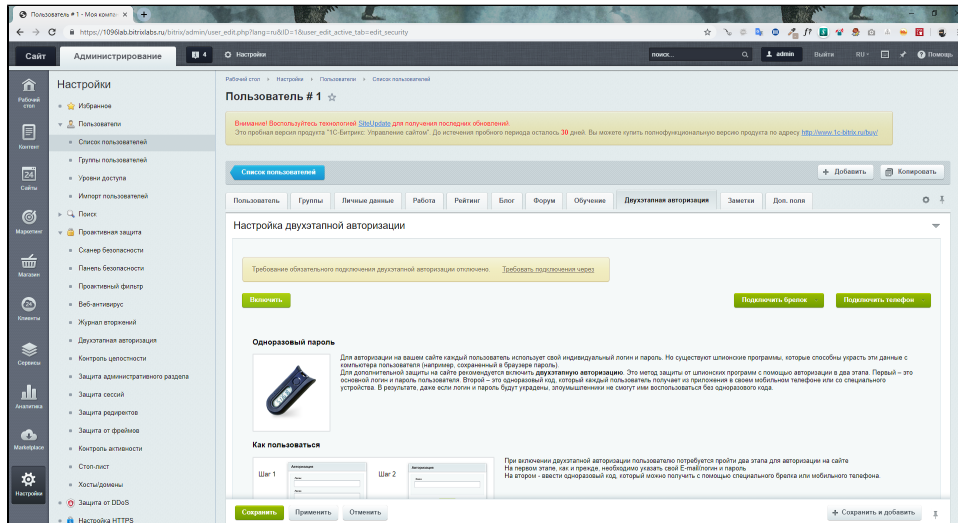 Пользователь # 1 - Моя компа
https://1096lab.bitrixlabs.ru/bitrix/admin/user_edit.php?lang=ru&ID=1&user_edit_active_tab=edit_security
Сайт
Администрирование
4
Настройки
поиск...
admin
Выйти
RU
Помощь
Рабочий стол
Контент
24
Сайты
Маркетинг
Магазин
24
Клиенты
Сервисы
Аналитика
Marketplace
Настройки
Настройки
Избранное
Пользователи
Список пользователей
Группы пользователей
Уровни доступа
Импорт пользователей
Поиск
Проактивная защита
Сканер безопасности
Панель безопасности
Проактивный фильтр
Веб-антивирус
Журнал вторжений
Двухэтапная авторизация
Контроль целостности
Защита административного раздела
Защита сессий
Защита редиректов
Защита от фреймов
Контроль активности
Стоп-лист
Хосты/домены
Защита от DDoS
Настройка HTTPS
Рабочий стол Настройки Пользователи Список пользователей
Пользователь # 1
Внимание! Воспользуйтесь технологией SiteUpdate для получения последних обновлений.
Это пробная версия продукта "1С-Битрикс: Управление сайтом". До истечения пробного периода осталось 30 дней. Вы можете купить полнофункциональную версию продукта по адресу http://www.1c-bitrix.ru/buy/
Список пользователей
+ Добавить
Копировать
Пользователь Группы Личные данные Работа Рейтинг Блог Форум Обучение Двухэтапная авторизация Заметки Доп. поля
Настройка двухэтапной авторизации
Требование обязательного подключения двухэтапной авторизации отключено. Требовать подключения через
Включить
Подключить брелок
Подключить телефон
Одноразовый пароль
Для авторизации на вашем сайте каждый пользователь использует свой индивидуальный логин и пароль. Но существуют шпионские программы, которые способны украсть эти данные с
компьютера пользователя (например, сохраненный в браузере пароль).
Для дополнительной защиты на сайте рекомендуется включить двухэтапную авторизацию. Это метод защиты от шпионских программ с помощью авторизации в два этапа. Первый – это
основной логин и пароль пользователя. Второй – это одноразовый код, который каждый пользователь получает из приложения в своем мобильном телефоне или со специального
устройства. В результате, даже если логин и пароль будут украдены, злоумышленники не смогут ими воспользоваться без одноразового кода.
Как пользоваться
Шаг 1
Авторизация
Шаг 2
Авторизация
При включении двухэтапной авторизации пользователю потребуется пройти два этапа для авторизации на сайте
На первом этапе, как и прежде, необходимо указать свой E-mail/логин и пароль
На втором - ввести одноразовый код, который можно получить с помощью специального брелка или мобильного телефона.
Сохранить
Применить
Отменить
+ Сохранить и добавить